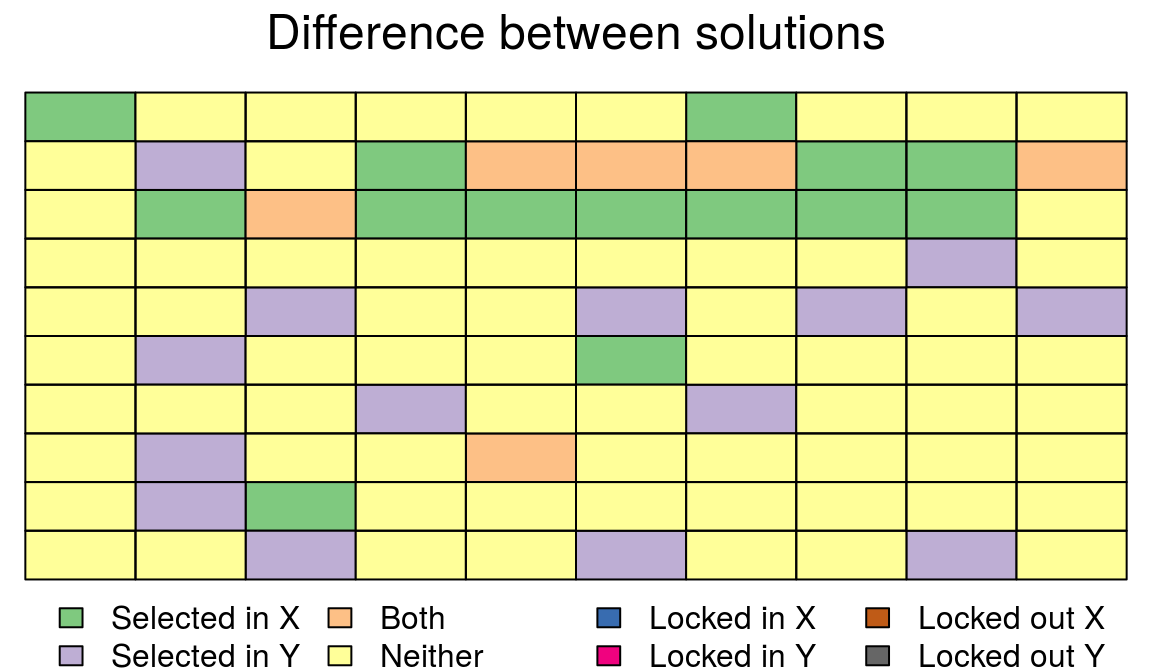 Difference between solutions
Selected in X Both Locked in X Locked out X
Selected in Y Neither Locked in Y Locked out Y